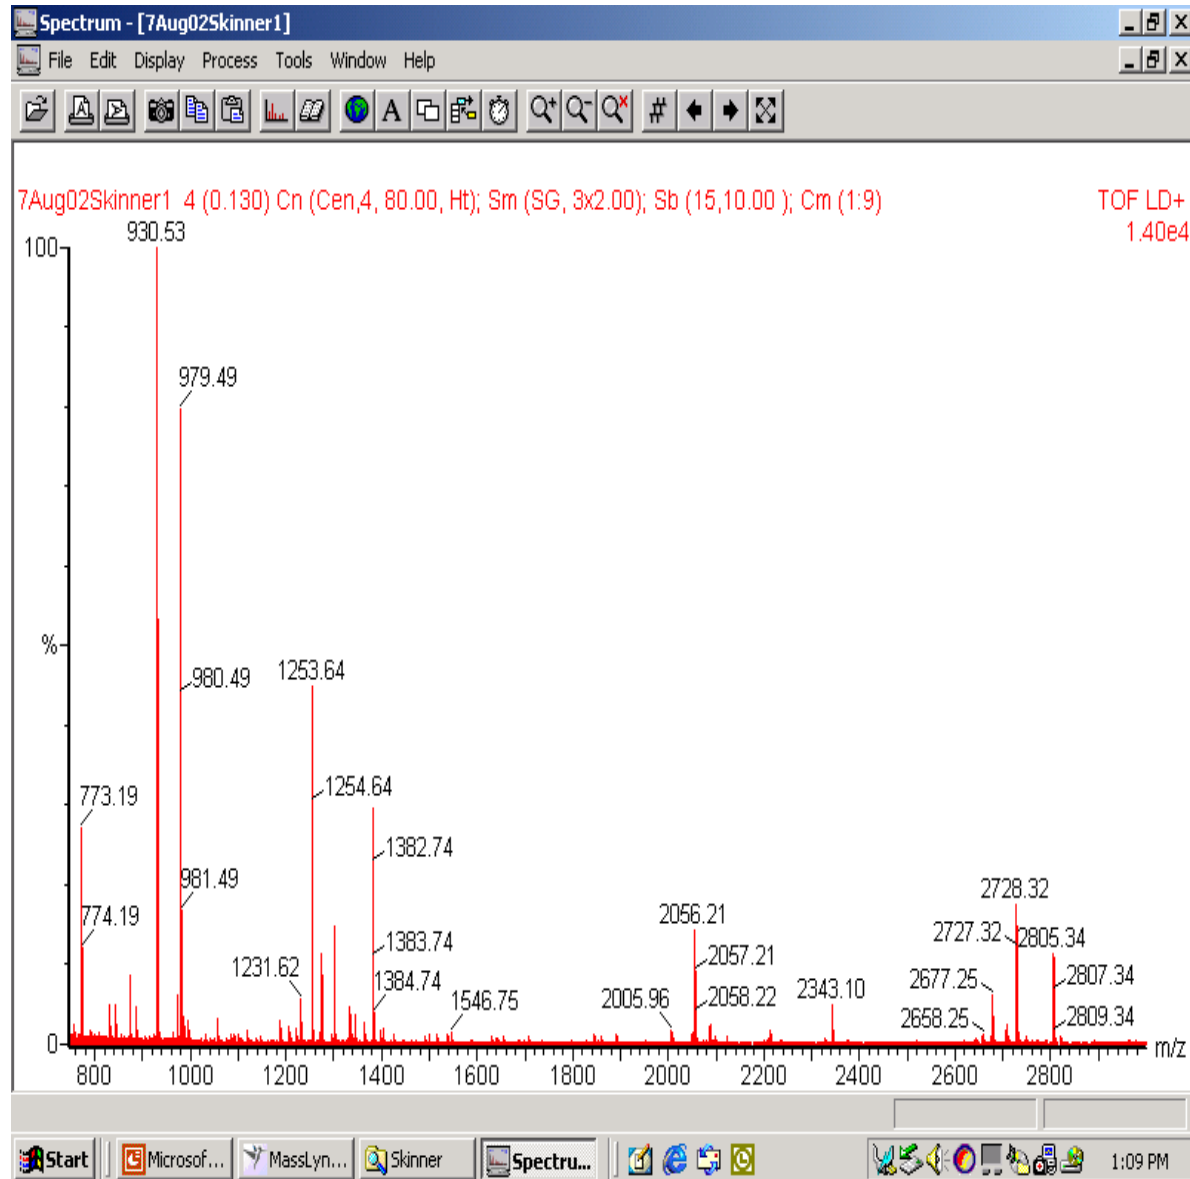 Spectrum - [7Aug02Skinner1]
File Edit Display Process Tools Window Help
7Aug02Skinner1 4 (0.130) Cn (Cen,4, 80.00, Ht); Sm (SG, 3x2.00); Sb (15,10.00 ); Cm (1:9)
TOF LD+
1.40e4
930.53
100
979.49
%
980.49
1253.64
1254.64
773.19
1382.74
981.49
2728.32
774.19
2056.21
2727.32
2805.34
1383.74
2057.21
1231.62
1384.74
2677.25
2807.34
1546.75
2005.96
2058.22
2343.10
2658.25
2809.34
0
m/z
800 1000 1200 1400 1600 1800 2000 2200 2400 2600 2800
Start
Microsof...
MassLyn...
Skinner
Spectru...
1:09 PM